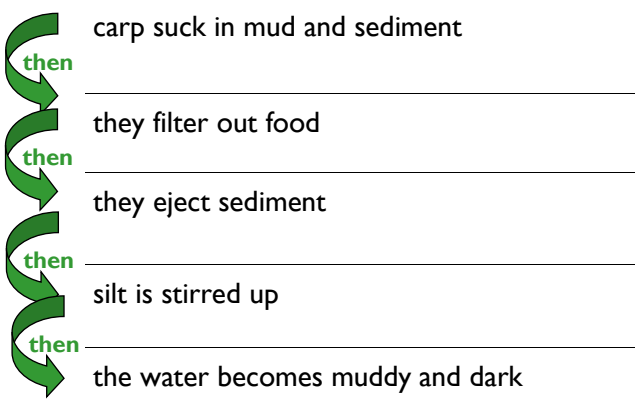 carp suck in mud and sediment
then
they filter out food
then
they eject sediment
then
silt is stirred up
then
the water becomes muddy and dark